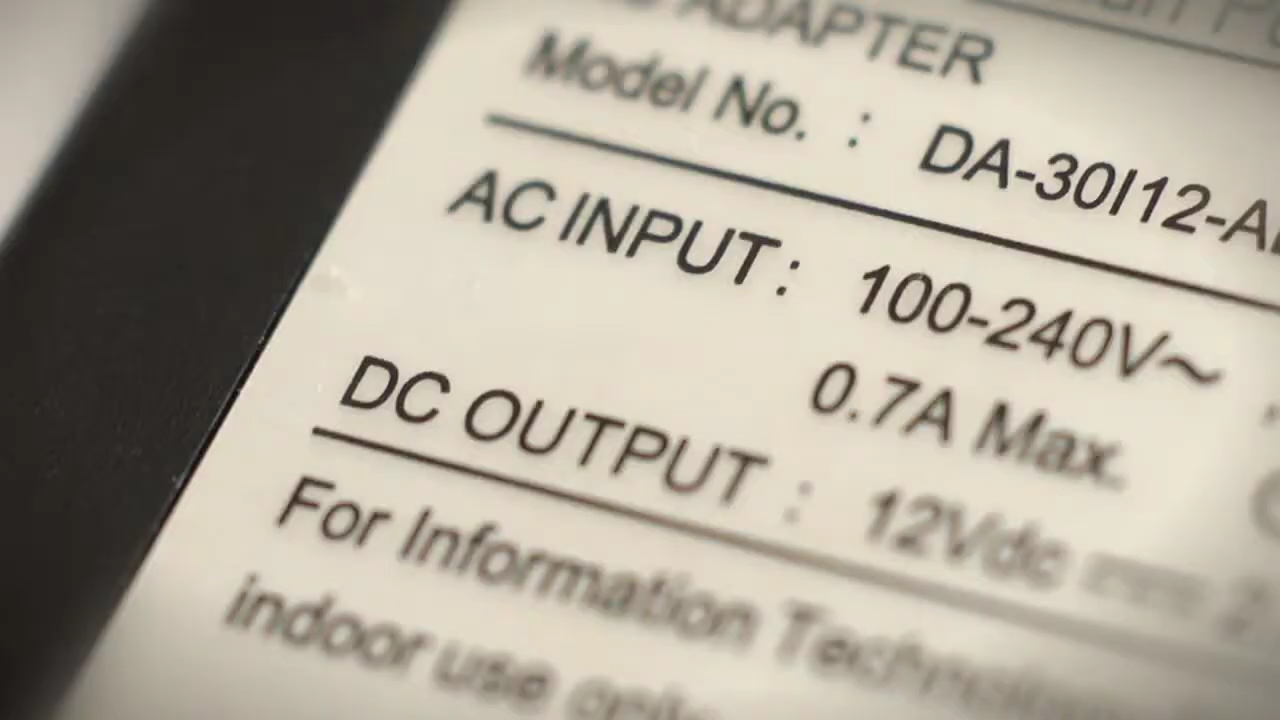 ADAPTER
Model No. : DA-30I12-A
AC INPUT : 100-240V~
0.7A Max.
DC OUTPUT : 12Vdc
For Information
indoor use only